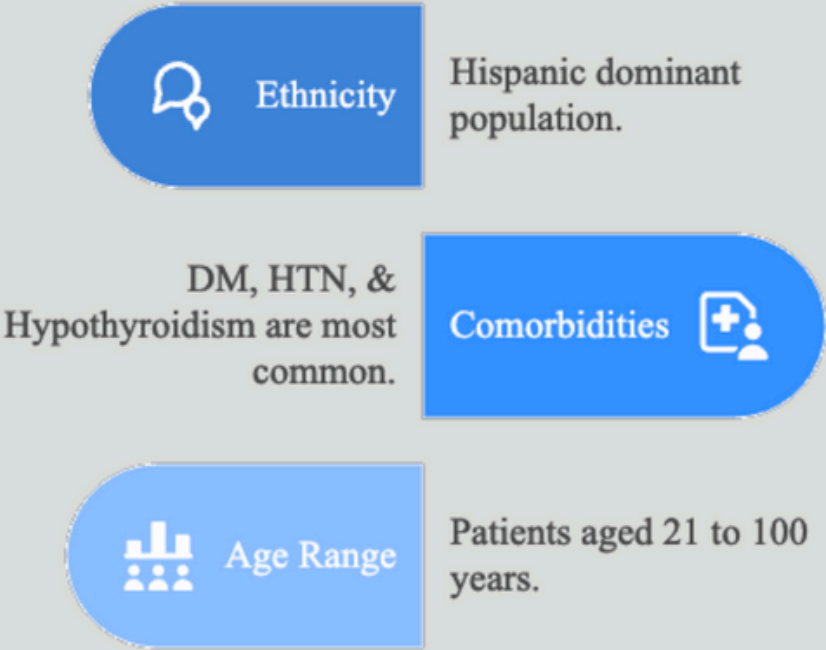 Ethnicity
Hispanic dominant
population.
DM, HTN, &
Hypothyroidism are most
common.
Comorbidities
Age Range
Patients aged 21 to 100
years.